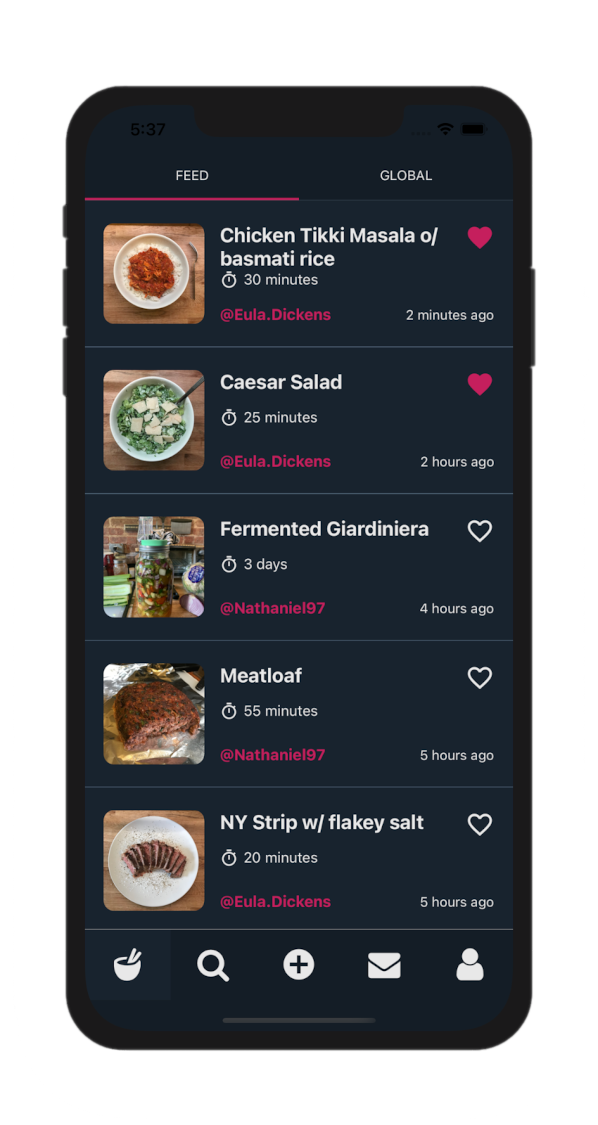 5:37
FEED
GLOBAL
Chicken Tikki Masala o/
basmati rice
30 minutes
@Eula.Dickens
2 minutes ago
Caesar Salad
25 minutes
@Eula.Dickens
2 hours ago
Fermented Giardiniera
3 days
@Nathaniel97
4 hours ago
Meatloaf
55 minutes
@Nathaniel97
5 hours ago
NY Strip w/ flakey salt
20 minutes
@Eula.Dickens
5 hours ago